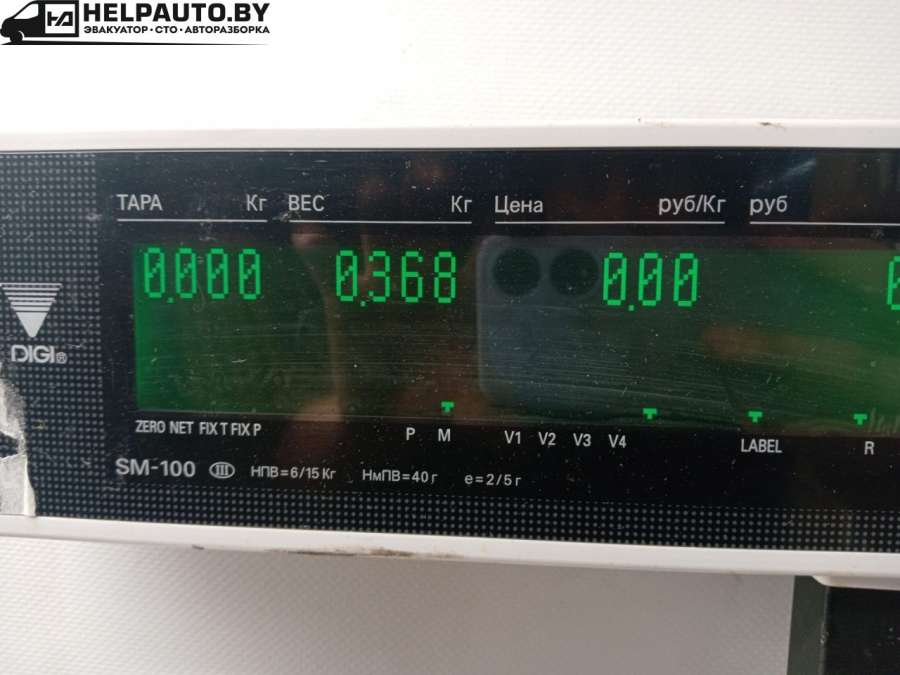 HELPAUTO.BY
ЭВАКУАТОР•СТО•АВТОРАЗБОРКА
ТАРА Кг ВЕС Кг Цена руб/Кг руб
0.000 0.368 0.00
DIGI®
ZERO NET FIX T FIX P P M V1 V2 V3 V4 LABEL R
SM-100 III НПВ=6/15 Кг НмПВ=40 г e=2/5 г